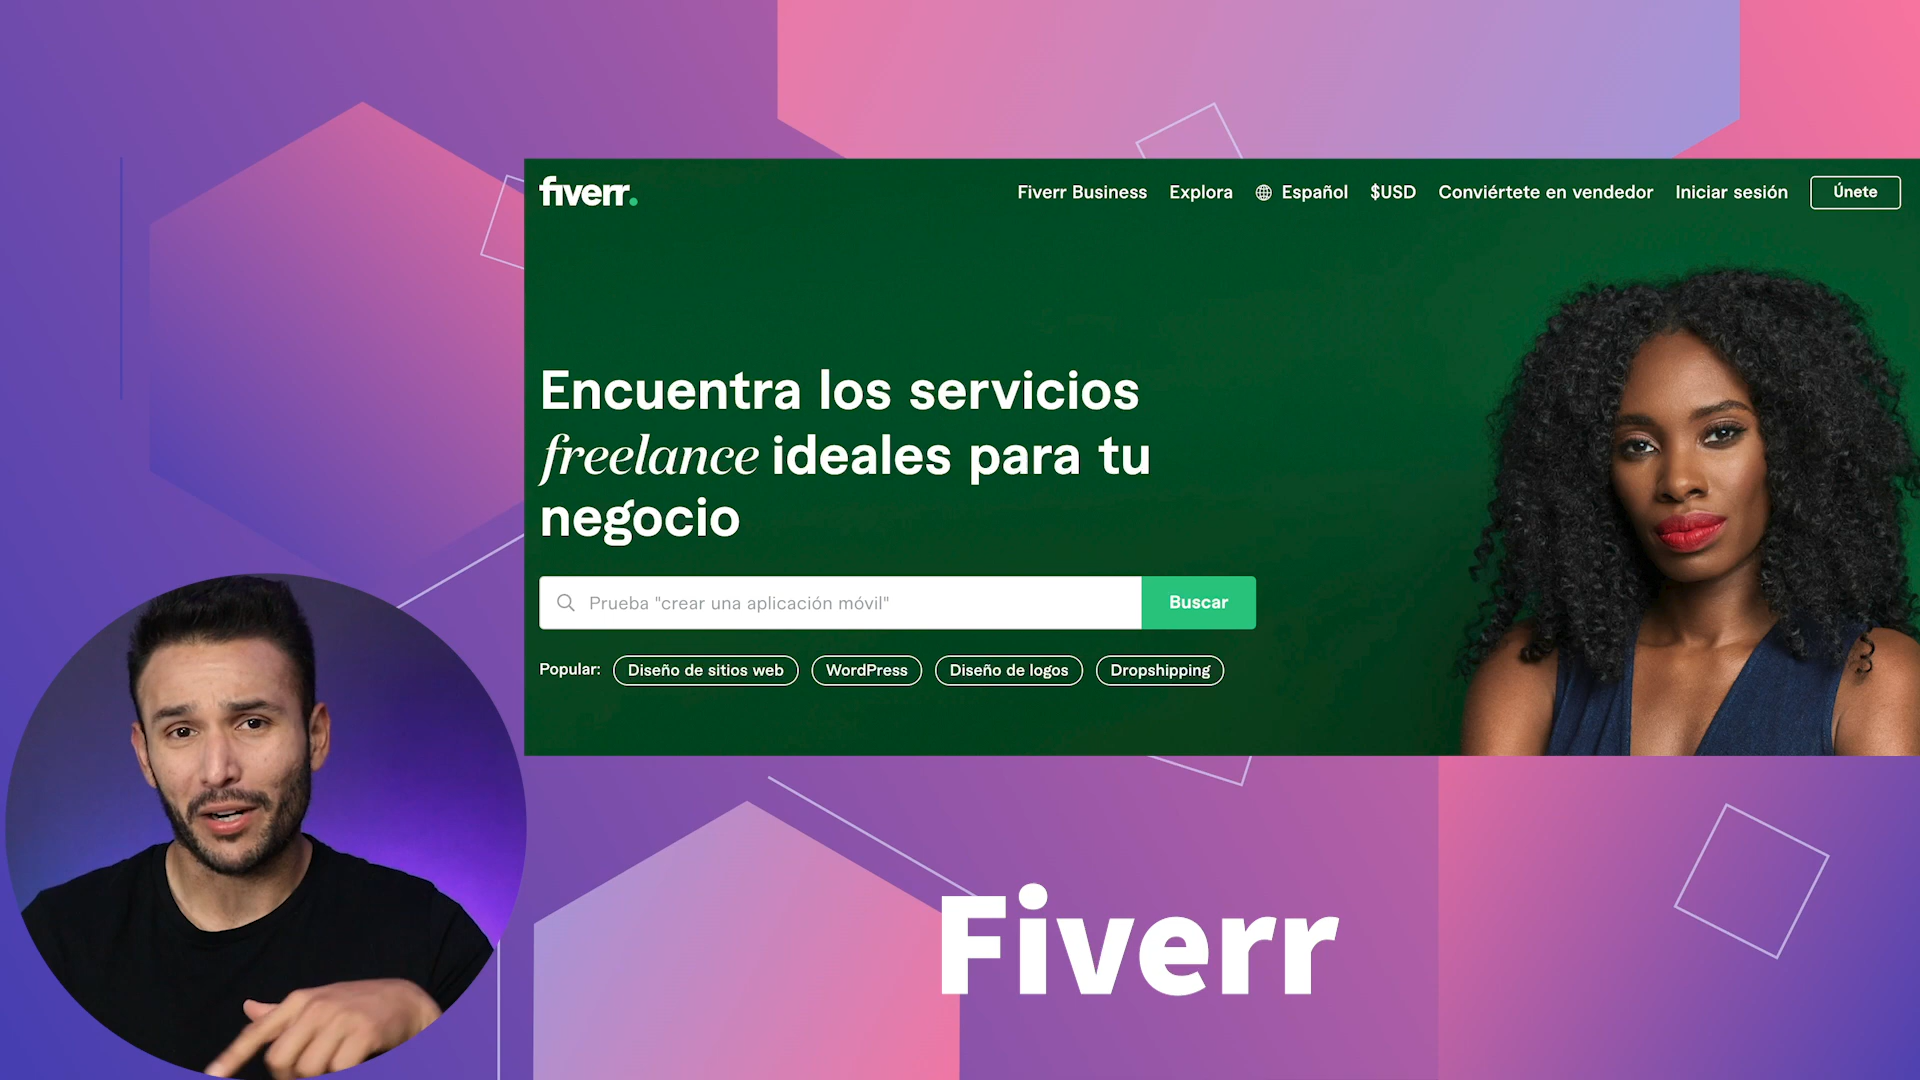 fiverr.
Fiverr Business Explora Español $USD Conviértete en vendedor Iniciar sesión Únete
Encuentra los servicios
freelance ideales para tu
negocio
Prueba "crear una aplicación móvil" Buscar
Popular: Diseño de sitios web WordPress Diseño de logos Dropshipping
Fiverr